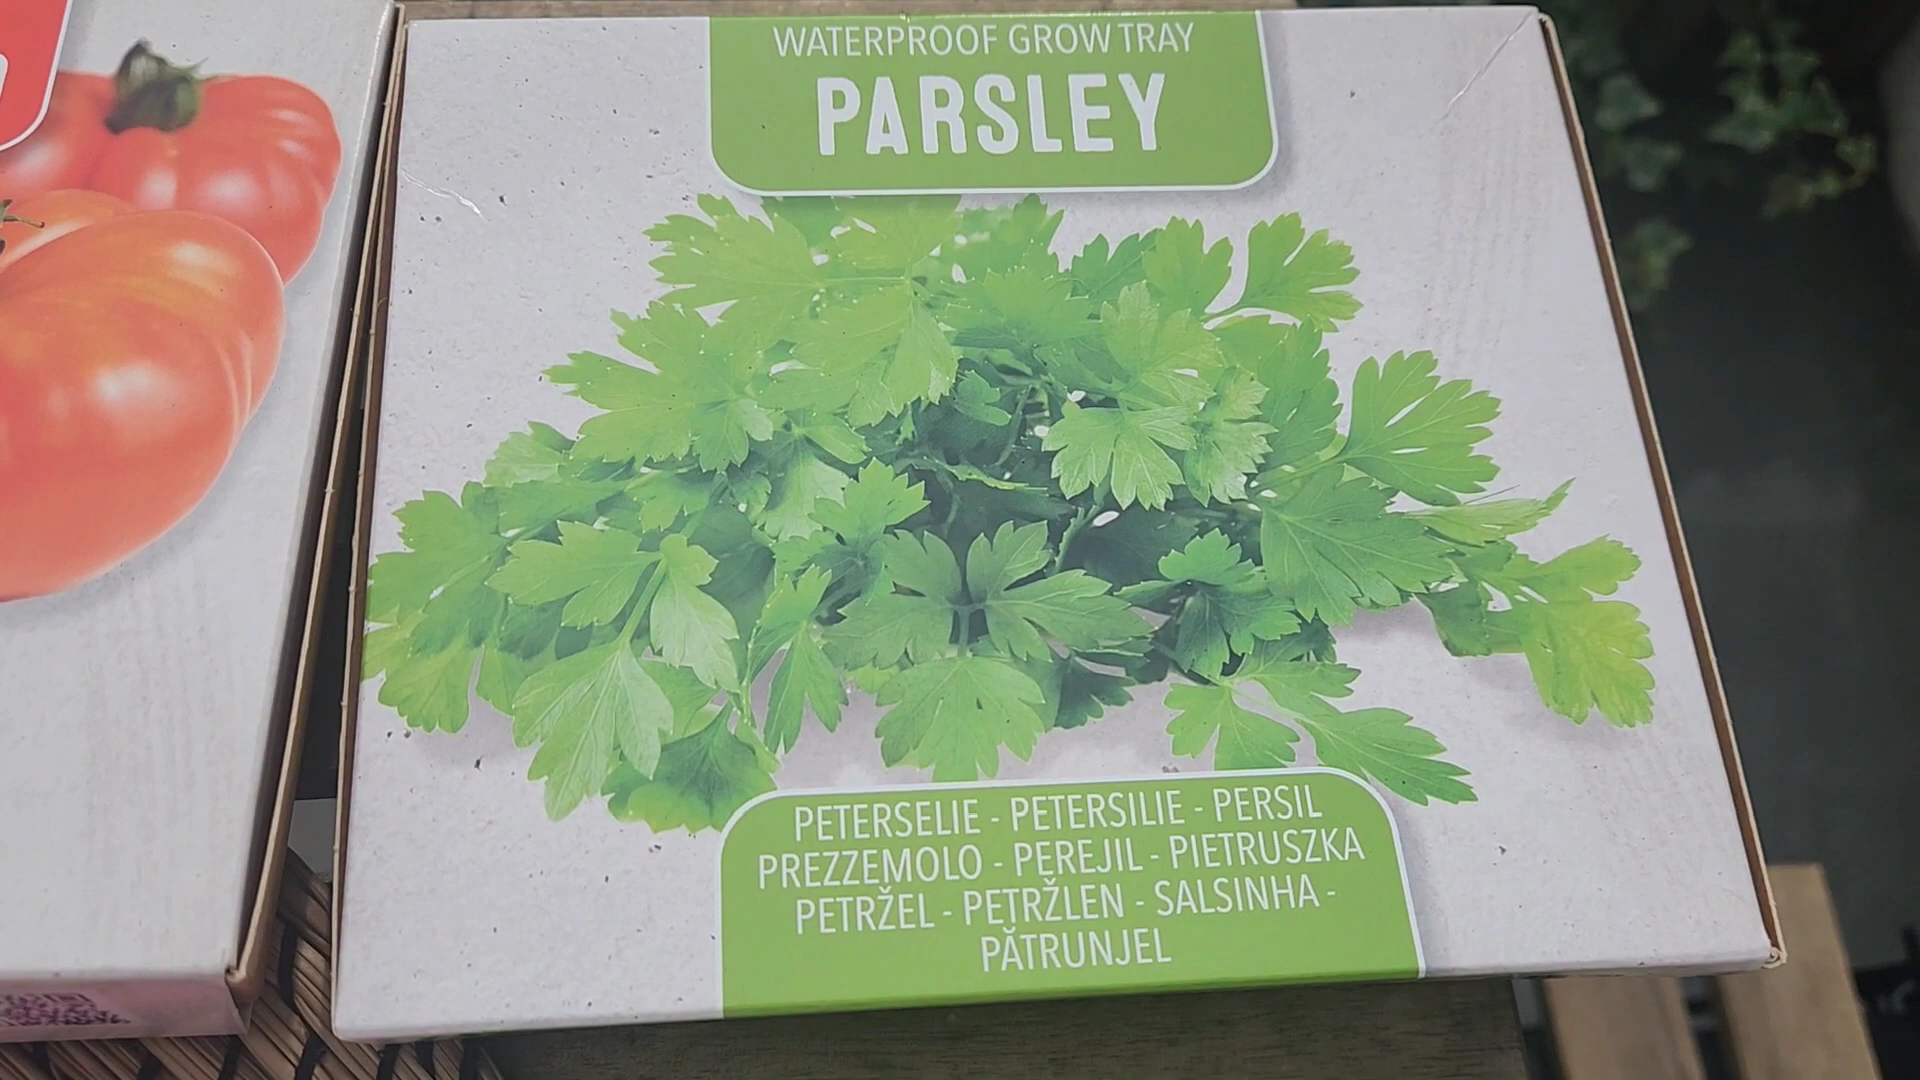 WATERPROOF GROW TRAY
PARSLEY
PETERSELIE - PETERSILIE - PERSIL
PREZZEMOLO - PEREJIL - PIETRUSZKA
PETRŽEL - PETRŽLEN - SALSINHA -
PĂTRUNJEL